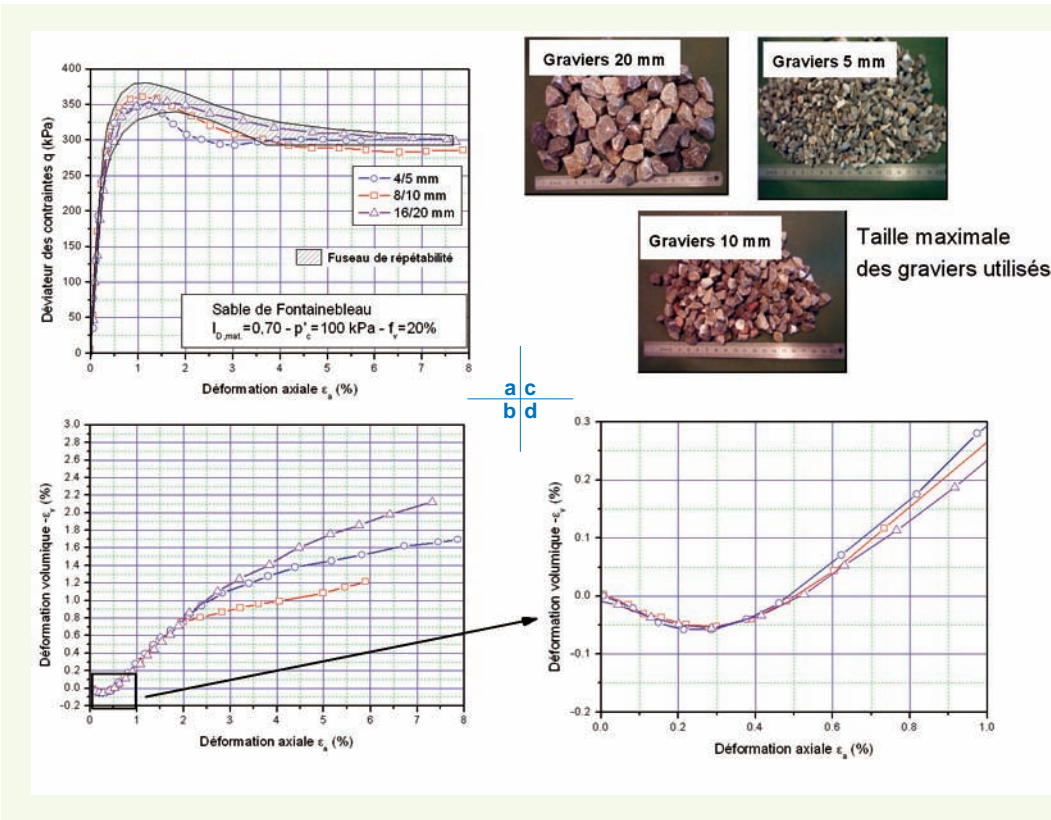 400
350
300
250
200
150
100
50
0
0 1 2 3 4 5 6 7 8
Déviateur des contraintes q (kPa)
Déformation axiale εa (%)
4/5 mm
8/10 mm
16/20 mm
Fuseau de répétabilité
Sable de Fontainebleau
ID,mat.=0,70 - p'c=100 kPa - fv=20%
Graviers 20 mm
Graviers 5 mm
Graviers 10 mm
Taille maximale
des graviers utilisés
a c
b d
3.0
2.8
2.6
2.4
2.2
2.0
1.8
1.6
1.4
1.2
1.0
0.8
0.6
0.4
0.2
0.0
-0.2
0 1 2 3 4 5 6 7 8
Déformation volumique -εv (%)
Déformation axiale εa (%)
0.3
0.2
0.1
0.0
-0.1
-0.2
0.0 0.2 0.4 0.6 0.8 1.0
Déformation volumique -εv (%)
Déformation axiale εa (%)